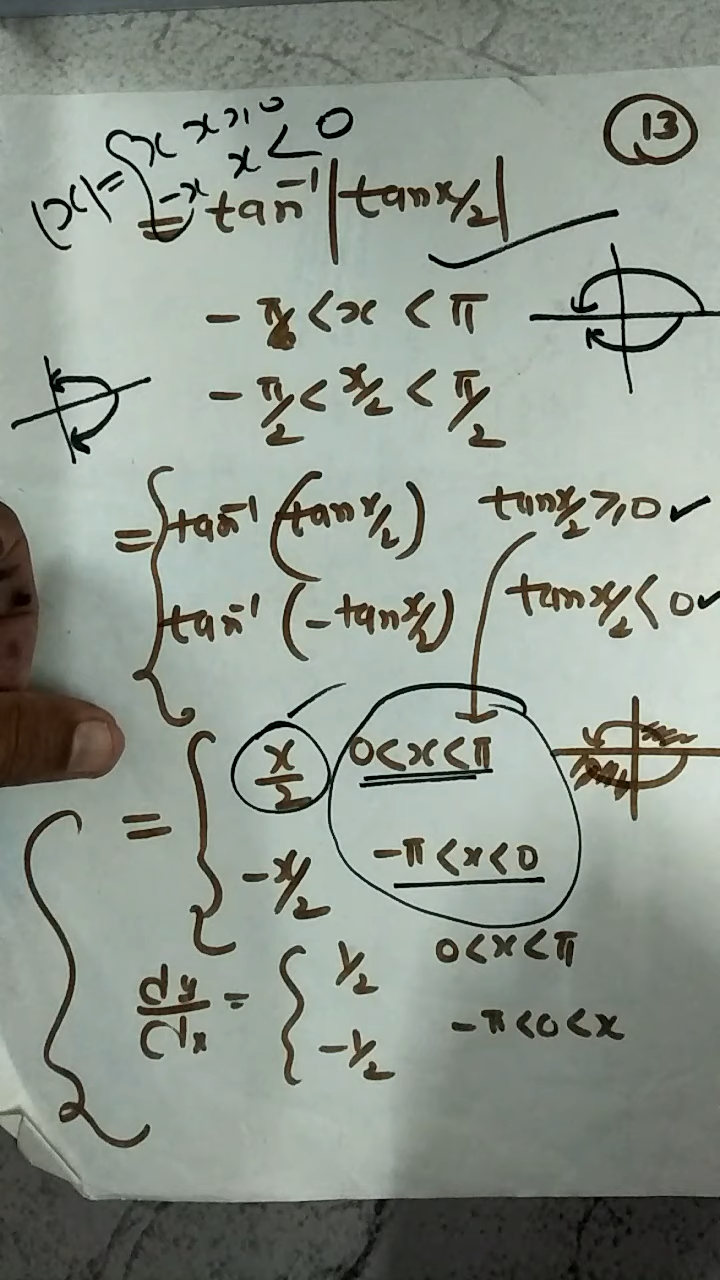 13
|x| = { x x ≥ 0
-x x < 0
= tan⁻¹ |tan x/2|
- π < x < π
- π/2 < x/2 < π/2
= { tan⁻¹ (tan x/2) tan x/2 ≥ 0 ✓
tan⁻¹ (-tan x/2) tan x/2 < 0 ✓
= { x/2 0 < x < π
-x/2 -π < x < 0
dy/dx = { 1/2 0 < x < π
-1/2 -π < 0 < x